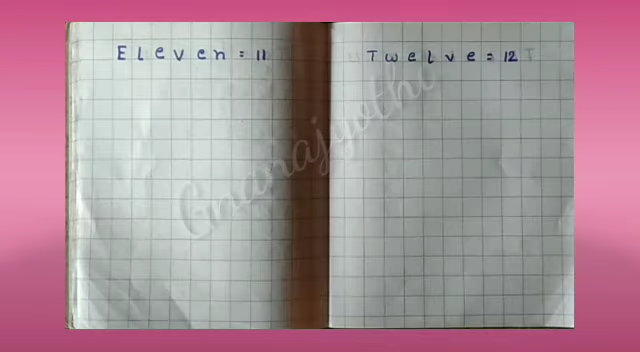 Eleven = 11
Twelve = 12
Gnanajyothi